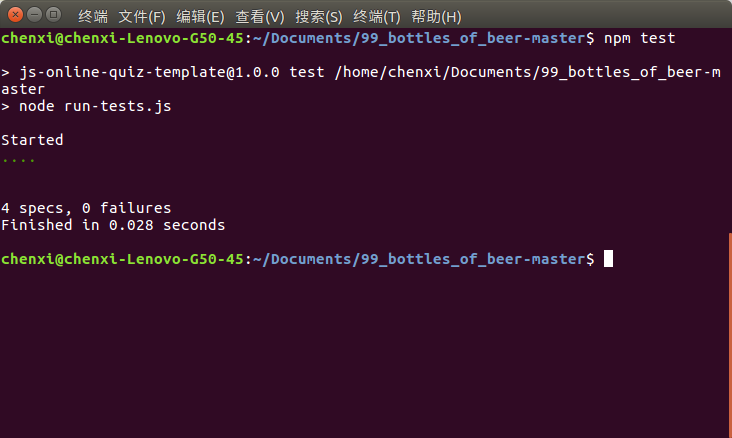 终端 文件(F) 编辑(E) 查看(V) 搜索(S) 终端(T) 帮助(H)
chenxi@chenxi-Lenovo-G50-45:~/Documents/99_bottles_of_beer-master$ npm test
> js-online-quiz-template@1.0.0 test /home/chenxi/Documents/99_bottles_of_beer-m
aster
> node run-tests.js
Started
....
4 specs, 0 failures
Finished in 0.028 seconds
chenxi@chenxi-Lenovo-G50-45:~/Documents/99_bottles_of_beer-master$